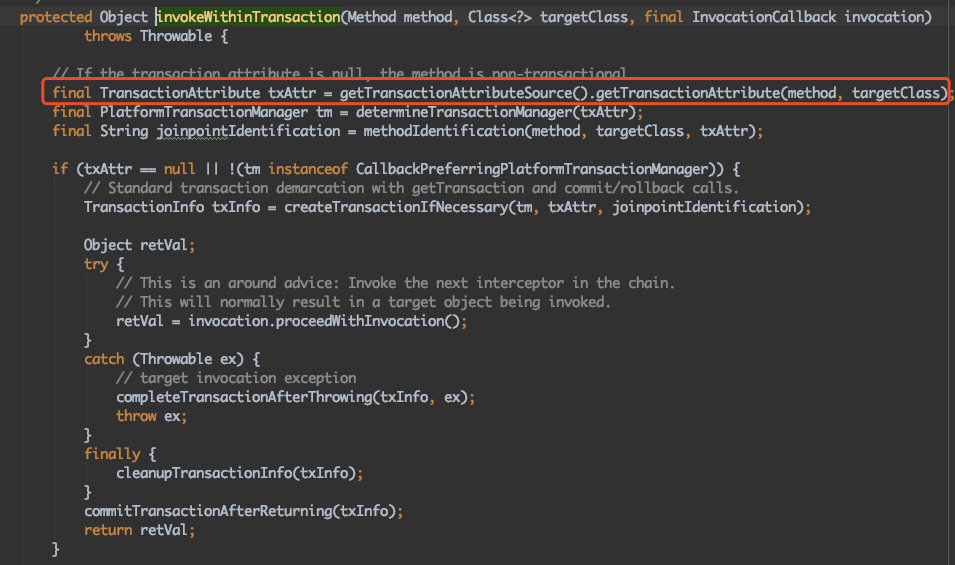 protected Object invokeWithinTransaction(Method method, Class<?> targetClass, final InvocationCallback invocation)
        throws Throwable {
    // If the transaction attribute is null, the method is non-transactional
    final TransactionAttribute txAttr = getTransactionAttributeSource().getTransactionAttribute(method, targetClass);
    final PlatformTransactionManager tm = determineTransactionManager(txAttr);
    final String joinpointIdentification = methodIdentification(method, targetClass, txAttr);
    if (txAttr == null || !(tm instanceof CallbackPreferringPlatformTransactionManager)) {
        // Standard transaction demarcation with getTransaction and commit/rollback calls.
        TransactionInfo txInfo = createTransactionIfNecessary(tm, txAttr, joinpointIdentification);
        Object retVal;
        try {
            // This is an around advice: Invoke the next interceptor in the chain.
            // This will normally result in a target object being invoked.
            retVal = invocation.proceedWithInvocation();
        }
        catch (Throwable ex) {
            // target invocation exception
            completeTransactionAfterThrowing(txInfo, ex);
            throw ex;
        }
        finally {
            cleanupTransactionInfo(txInfo);
        }
        commitTransactionAfterReturning(txInfo);
        return retVal;
    }